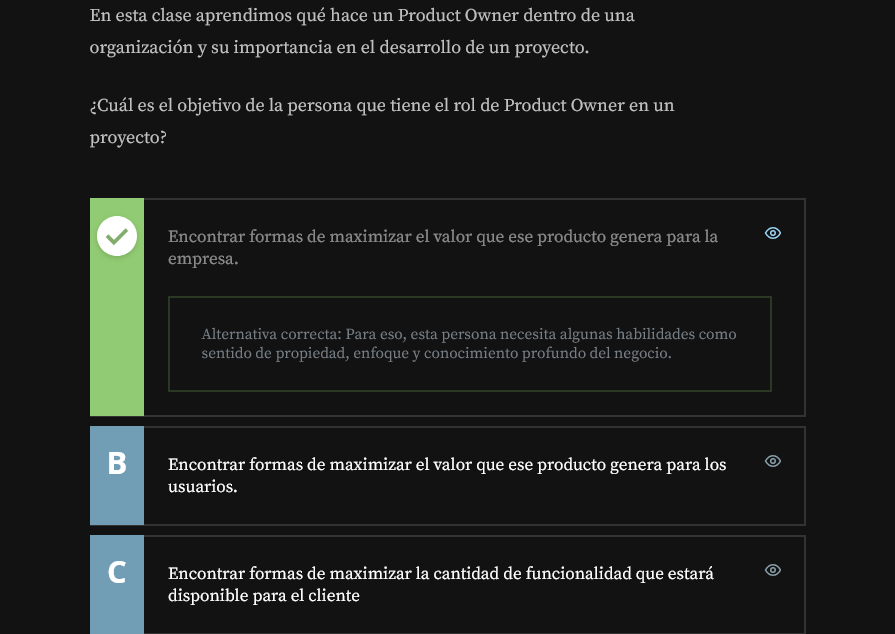 En esta clase aprendimos qué hace un Product Owner dentro de una
organización y su importancia en el desarrollo de un proyecto.
¿Cuál es el objetivo de la persona que tiene el rol de Product Owner en un
proyecto?
Encontrar formas de maximizar el valor que ese producto genera para la
empresa.
Alternativa correcta: Para eso, esta persona necesita algunas habilidades como
sentido de propiedad, enfoque y conocimiento profundo del negocio.
B
Encontrar formas de maximizar el valor que ese producto genera para los
usuarios.
C
Encontrar formas de maximizar la cantidad de funcionalidad que estará
disponible para el cliente